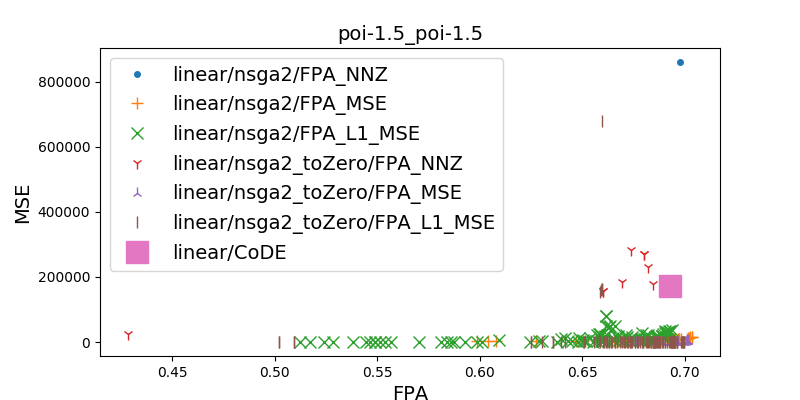 poi-1.5_poi-1.5
800000
600000
400000
200000
0
MSE
linear/nsga2/FPA_NNZ
linear/nsga2/FPA_MSE
linear/nsga2/FPA_L1_MSE
linear/nsga2_toZero/FPA_NNZ
linear/nsga2_toZero/FPA_MSE
linear/nsga2_toZero/FPA_L1_MSE
linear/CoDE
0.45 0.50 0.55 0.60 0.65 0.70
FPA